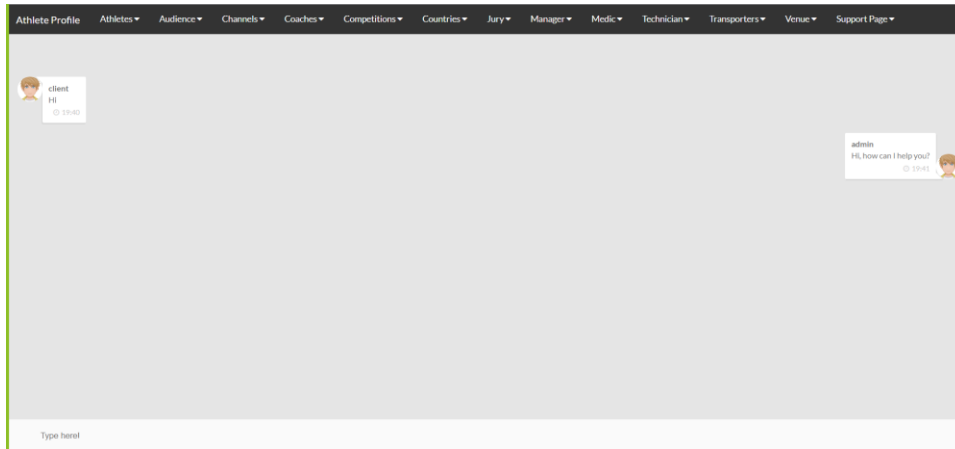 Athlete Profile Athletes Audience Channels Coaches Competitions Countries Jury Manager Medic Technician Transporters Venue Support Page
client
Hi
19:40
admin
Hi, how can I help you?
19:41
Type here!